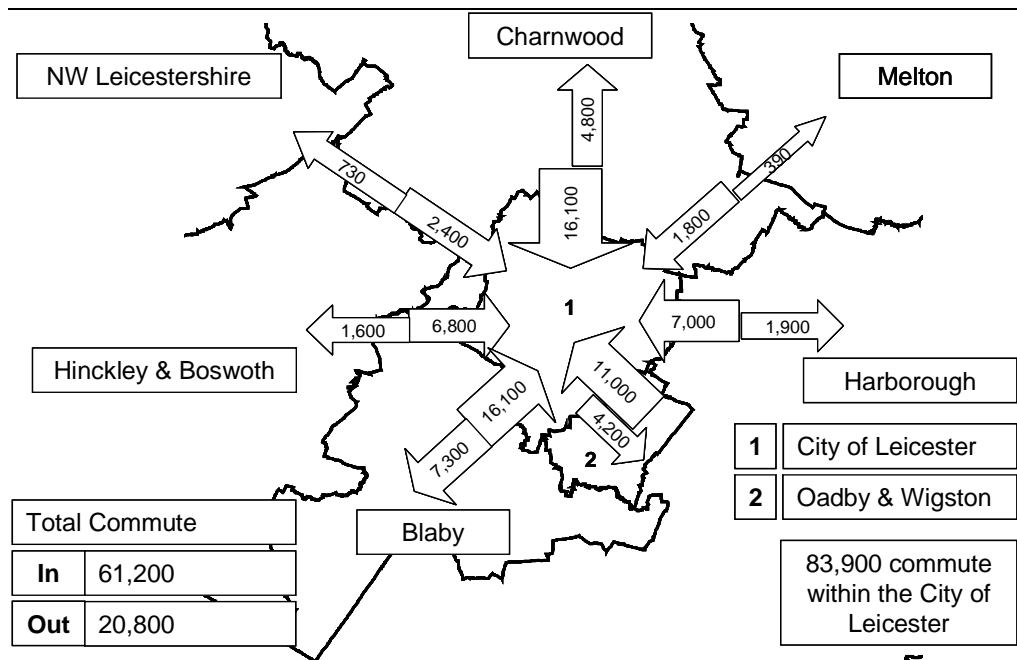 Charnwood
NW Leicestershire
Melton
4,800
390
730
16,100
1,800
2,400
1
1,600
6,800
7,000
1,900
Hinckley & Boswoth
Harborough
11,000
16,100
4,200
7,300
2
1 City of Leicester
2 Oadby & Wigston
Blaby
Total Commute
In 61,200
Out 20,800
83,900 commute
within the City of
Leicester